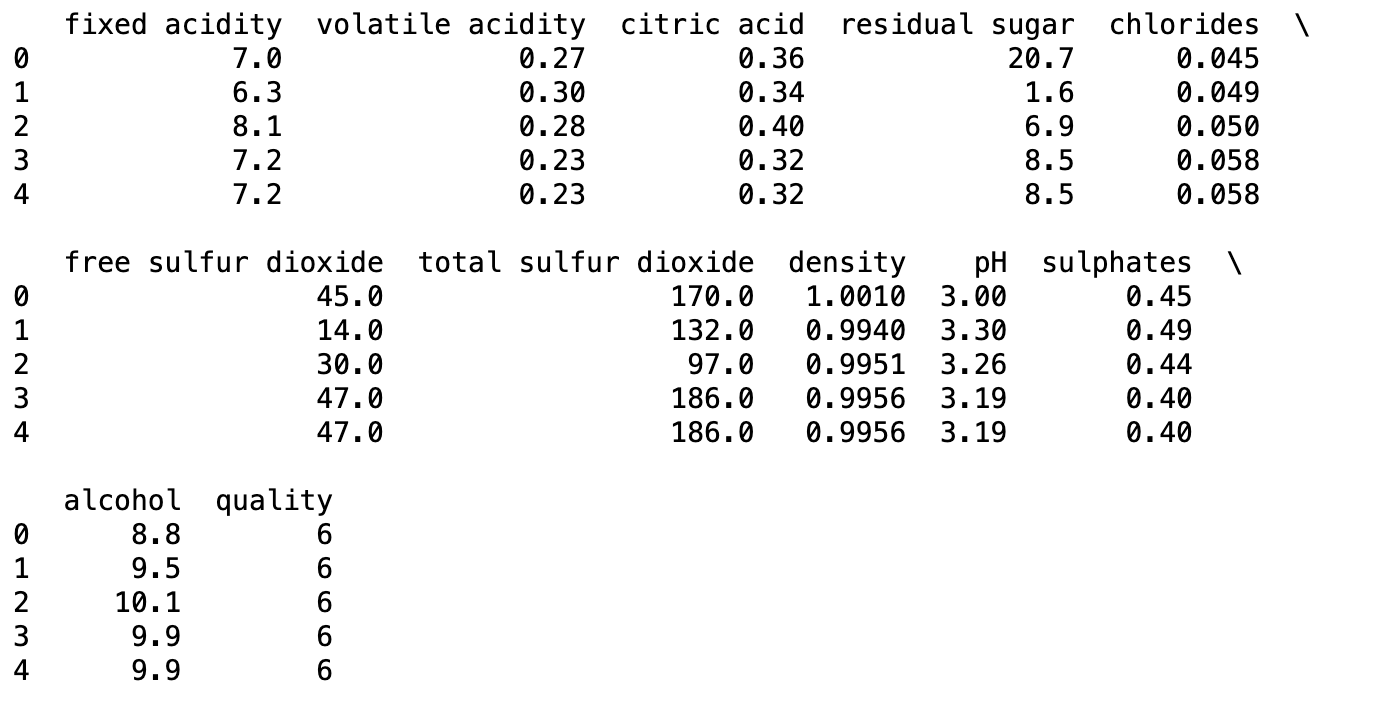 fixed acidity  volatile acidity  citric acid  residual sugar  chlorides  \
0            7.0              0.27         0.36            20.7      0.045
1            6.3              0.30         0.34             1.6      0.049
2            8.1              0.28         0.40             6.9      0.050
3            7.2              0.23         0.32             8.5      0.058
4            7.2              0.23         0.32             8.5      0.058

   free sulfur dioxide  total sulfur dioxide  density    pH  sulphates  \
0                 45.0                 170.0   1.0010  3.00       0.45
1                 14.0                 132.0   0.9940  3.30       0.49
2                 30.0                  97.0   0.9951  3.26       0.44
3                 47.0                 186.0   0.9956  3.19       0.40
4                 47.0                 186.0   0.9956  3.19       0.40

   alcohol  quality
0      8.8        6
1      9.5        6
2     10.1        6
3      9.9        6
4      9.9        6